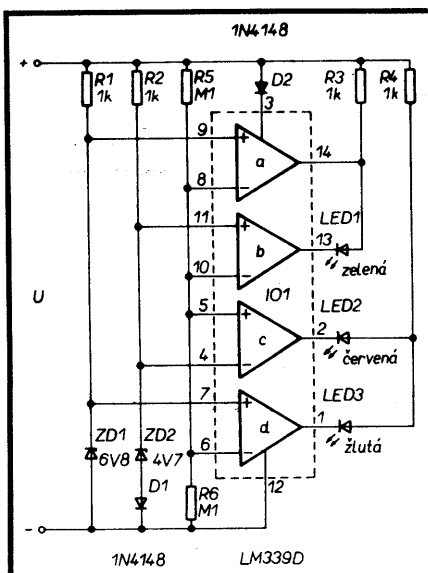 1N4148
+ R1 R2 R5 D2 R3 R4
1k 1k M1 3 1k 1k
9 + a 14
8 -
11 + b 13 LED1
zelená
10 -
IO1
U
5 + c 2 LED2
červená
4 -
7 + d 1 LED3
žlutá
6 -
ZD1 ZD2
6V8 4V7
12
D1 R6
M1
-
1N4148 LM339D